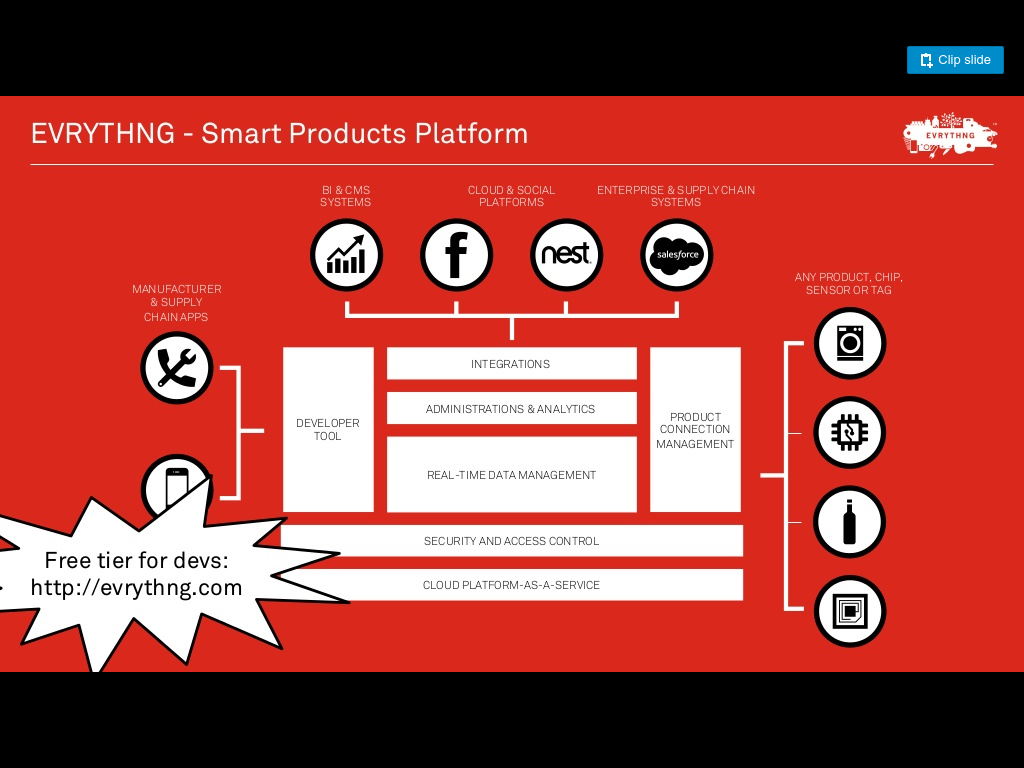 Clip slide
EVRYTHNG - Smart Products Platform
EVRYTHNG
BI & CMS
SYSTEMS
CLOUD & SOCIAL
PLATFORMS
ENTERPRISE & SUPPLY CHAIN
SYSTEMS
nest
salesforce
MANUFACTURER
& SUPPLY
CHAIN APPS
ANY PRODUCT, CHIP,
SENSOR OR TAG
DEVELOPER
TOOL
INTEGRATIONS
ADMINISTRATIONS & ANALYTICS
REAL-TIME DATA MANAGEMENT
PRODUCT
CONNECTION
MANAGEMENT
SECURITY AND ACCESS CONTROL
CLOUD PLATFORM-AS-A-SERVICE
Free tier for devs:
http://evrythng.com